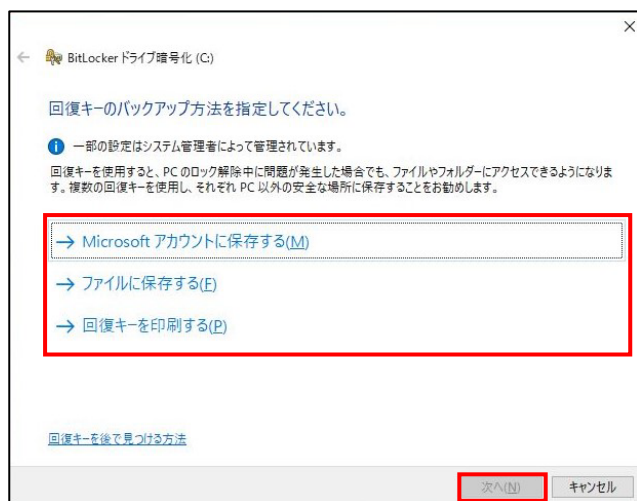 BitLocker ドライブ暗号化 (C:)
回復キーのバックアップ方法を指定してください。
一部の設定はシステム管理者によって管理されています。
回復キーを使用すると、PC のロック解除中に問題が発生した場合でも、ファイルやフォルダーにアクセスできるようになりま
す。複数の回復キーを使用し、それぞれ PC 以外の安全な場所に保存することをお勧めします。
→ Microsoft アカウントに保存する(M)
→ ファイルに保存する(F)
→ 回復キーを印刷する(P)
回復キーを後で見つける方法
次へ(N) キャンセル